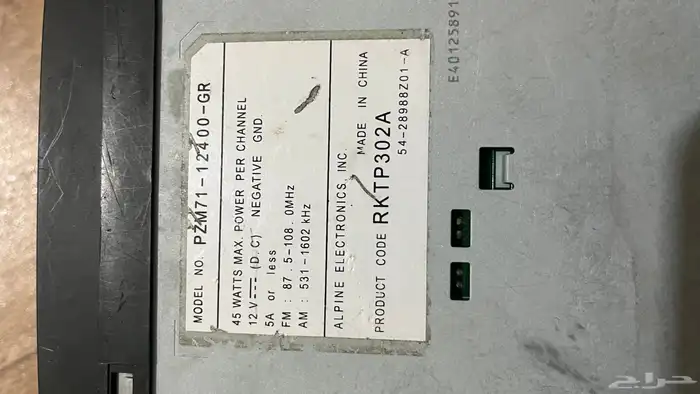 MODEL NO. PZM71-12400-GR
45 WATTS MAX. POWER PER CHANNEL
12 V⎓(D.C) NEGATIVE GND.
5A or less
FM : 87.5-108.0MHz
AM : 531-1602 kHz
ALPINE ELECTRONICS, INC.
MADE IN CHINA
PRODUCT CODE RKTP302A
54-28988Z01-A
E40125891
حراج